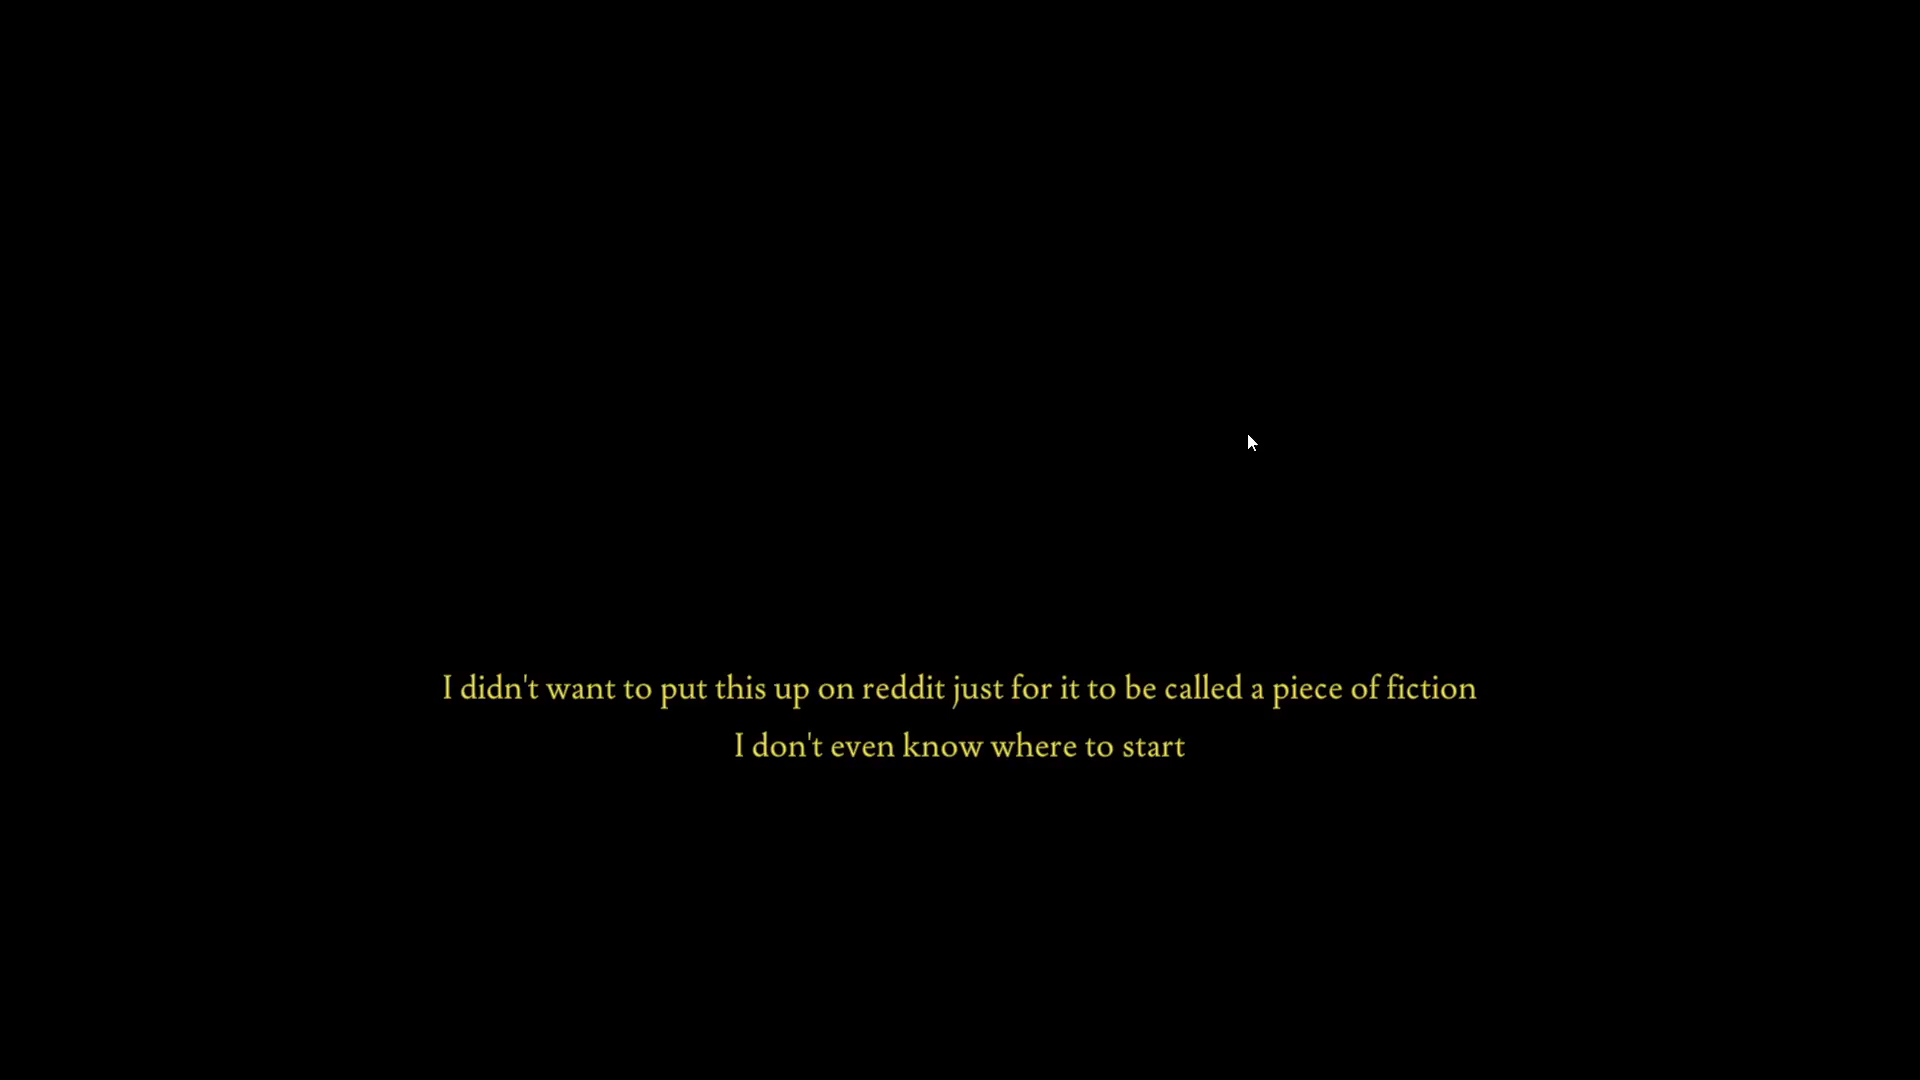 I didn't want to put this up on reddit just for it to be called a piece of fiction
I don't even know where to start